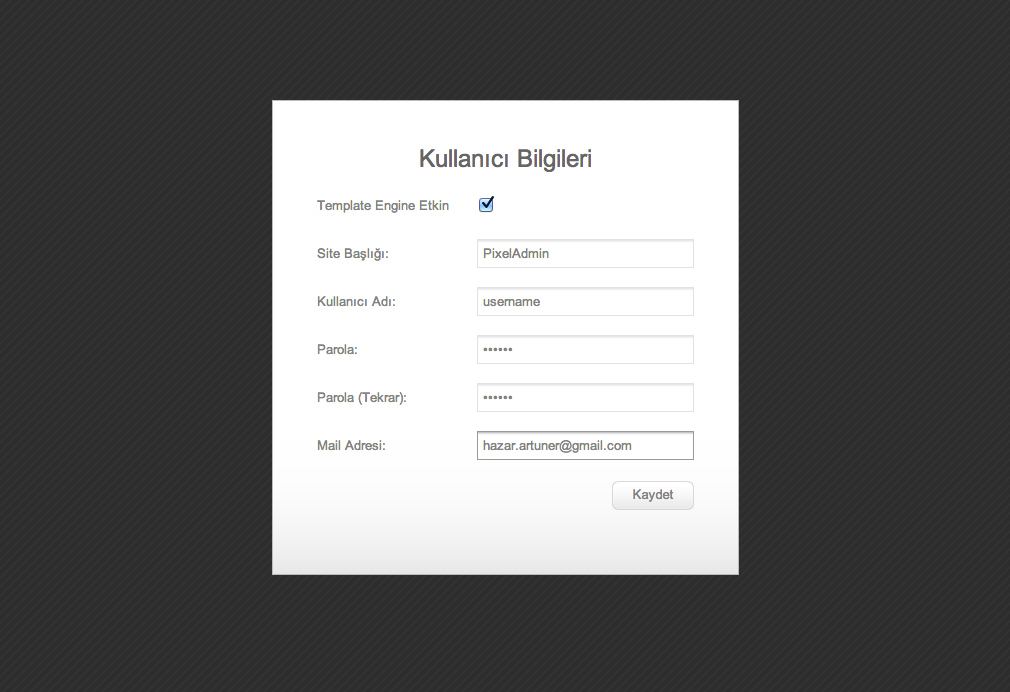 Kullanıcı Bilgileri
Template Engine Etkin
Site Başlığı: PixelAdmin
Kullanıcı Adı: username
Parola: ••••••
Parola (Tekrar): ••••••
Mail Adresi: hazar.artuner@gmail.com
Kaydet